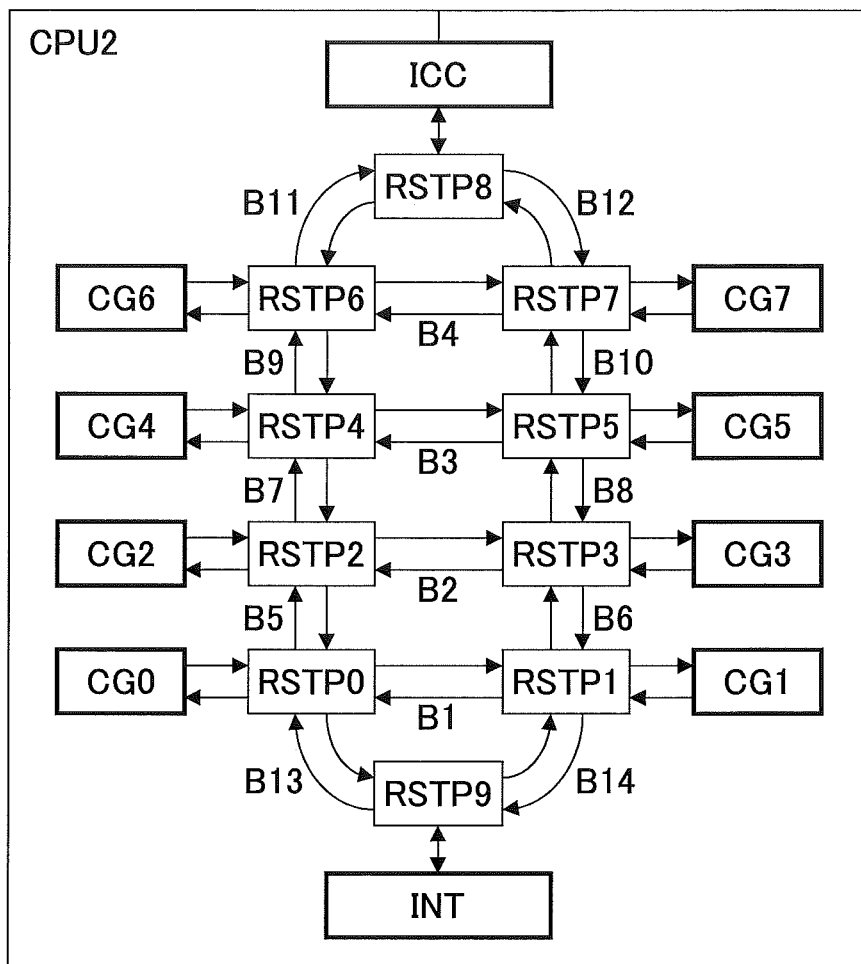 CPU2
ICC
RSTP8
B11
B12
CG6
RSTP6
RSTP7
CG7
B4
B9
B10
CG4
RSTP4
RSTP5
CG5
B3
B7
B8
CG2
RSTP2
RSTP3
CG3
B2
B5
B6
CG0
RSTP0
RSTP1
CG1
B1
B13
RSTP9
B14
INT